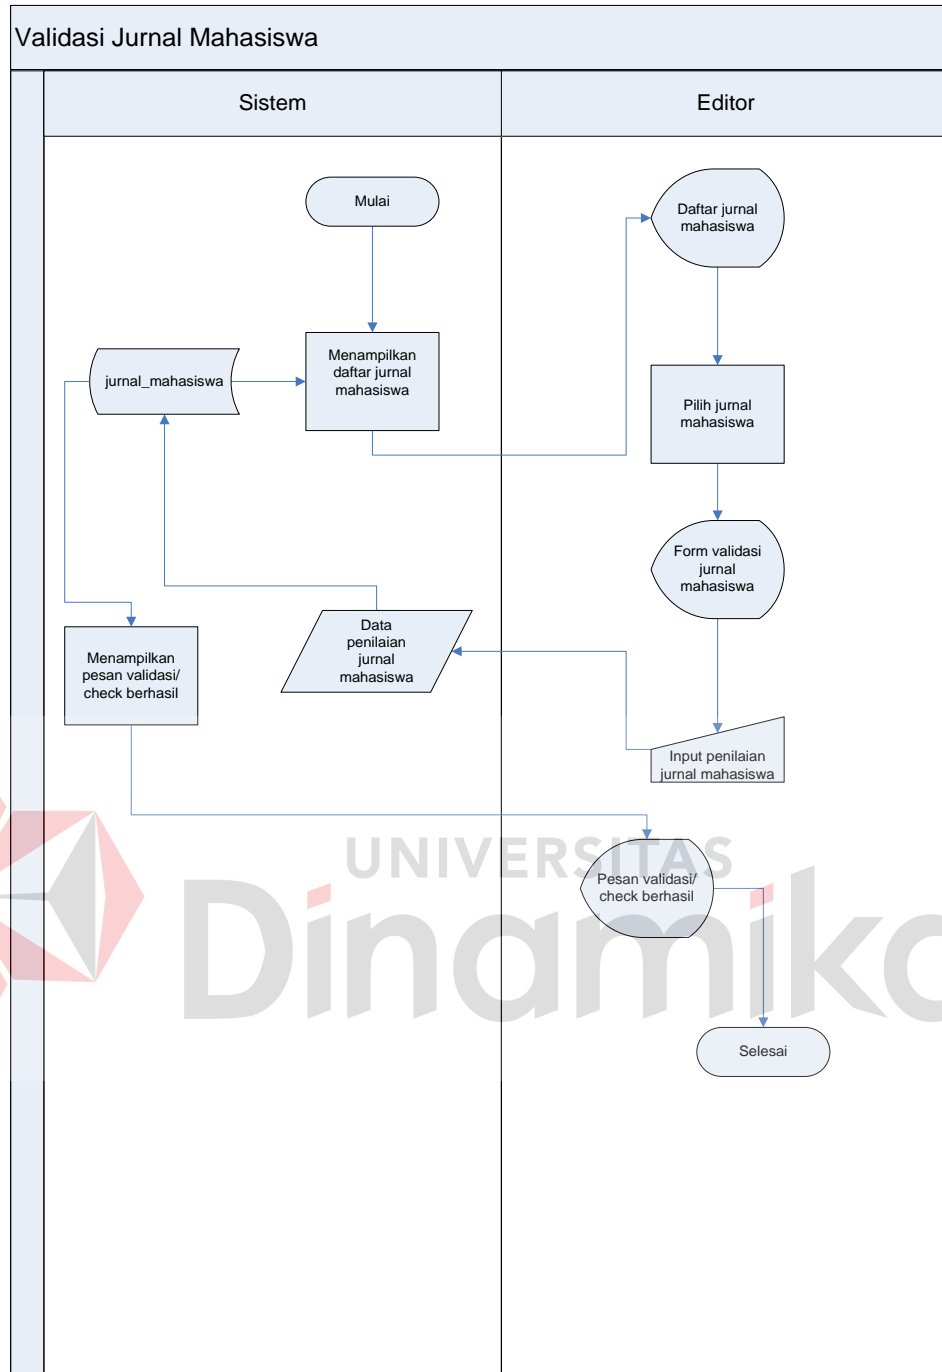 Validasi Jurnal Mahasiswa
Sistem
Editor
Mulai
Daftar jurnal
mahasiswa
Menampilkan
daftar jurnal
mahasiswa
jurnal_mahasiswa
Pilih jurnal
mahasiswa
Form validasi
jurnal
mahasiswa
Data
penilaian
jurnal
mahasiswa
Menampilkan
pesan validasi/
check berhasil
Input penilaian
jurnal mahasiswa
UNIVERSITAS
Dinamika
Pesan validasi/
check berhasil
Selesai